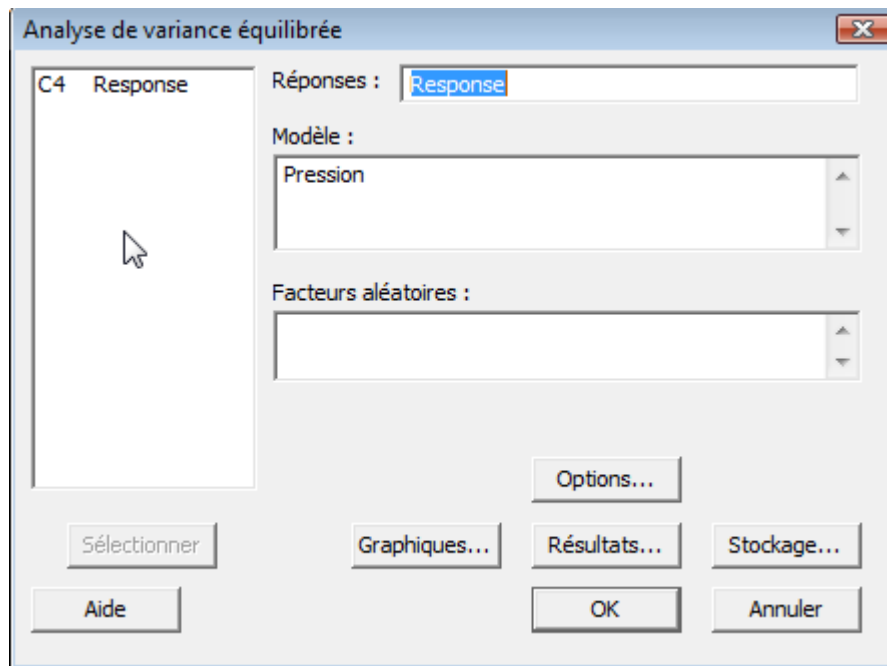 Analyse de variance équilibrée
C4 Response
Réponses : Response
Modèle :
Pression
Facteurs aléatoires :
Options...
Sélectionner Graphiques... Résultats... Stockage...
Aide OK Annuler